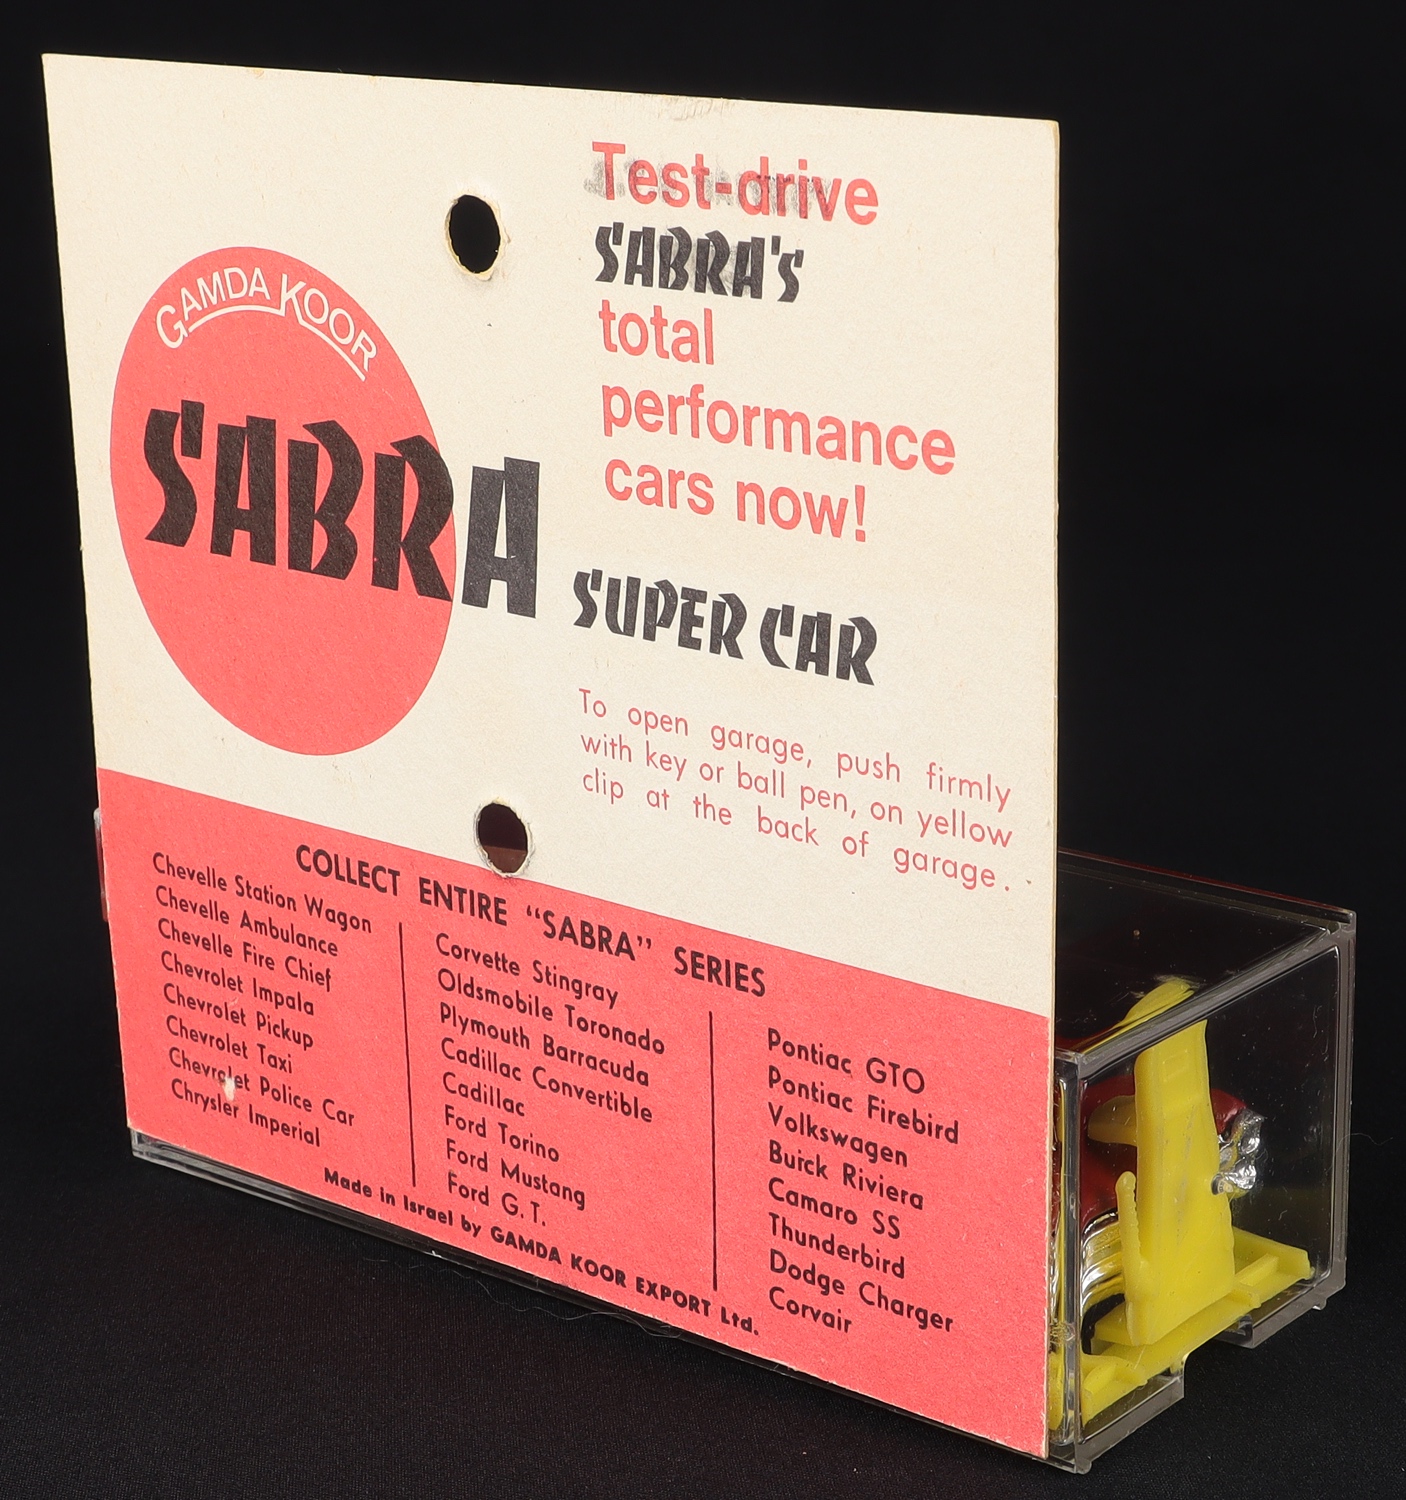 GAMDA KOOR
SABRA
Test-drive
SABRA'S
total
performance
cars now!
SUPER CAR
To open garage, push firmly
with key or ball pen, on yellow
clip at the back of garage.
COLLECT ENTIRE “SABRA” SERIES
Chevelle Station Wagon
Chevelle Ambulance
Chevelle Fire Chief
Chevrolet Impala
Chevrolet Pickup
Chevrolet Taxi
Chevrolet Police Car
Chrysler Imperial
Corvette Stingray
Oldsmobile Toronado
Plymouth Barracuda
Cadillac Convertible
Cadillac
Ford Torino
Ford Mustang
Ford G. T.
Pontiac GTO
Pontiac Firebird
Volkswagen
Buick Riviera
Camaro SS
Thunderbird
Dodge Charger
Corvair
Made in Israel by GAMDA KOOR EXPORT Ltd.